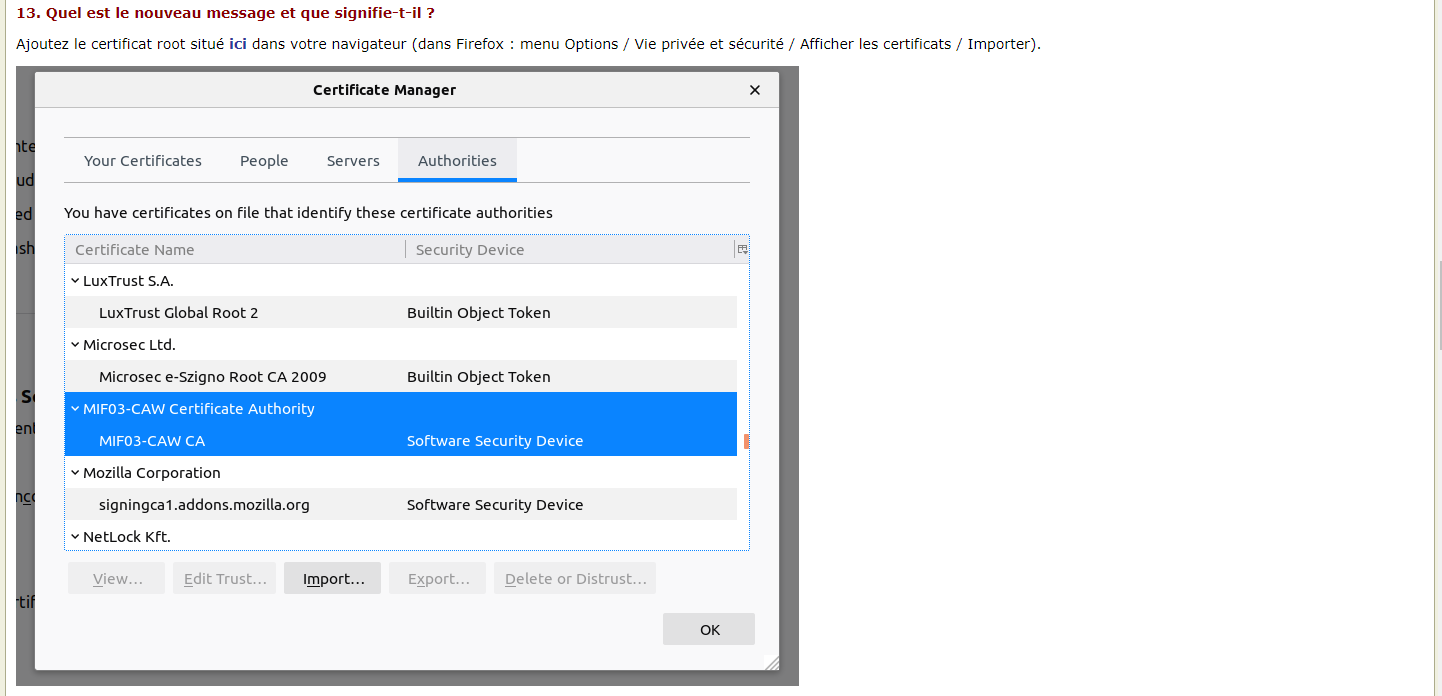 13. Quel est le nouveau message et que signifie-t-il ?
Ajoutez le certificat root situé ici dans votre navigateur (dans Firefox : menu Options / Vie privée et sécurité / Afficher les certificats / Importer).
Certificate Manager
Your Certificates People Servers Authorities
You have certificates on file that identify these certificate authorities
Certificate Name Security Device
LuxTrust S.A.
LuxTrust Global Root 2 Builtin Object Token
Microsec Ltd.
Microsec e-Szigno Root CA 2009 Builtin Object Token
MIF03-CAW Certificate Authority
MIF03-CAW CA Software Security Device
Mozilla Corporation
signingca1.addons.mozilla.org Software Security Device
NetLock Kft.
View... Edit Trust... Import... Export... Delete or Distrust...
OK